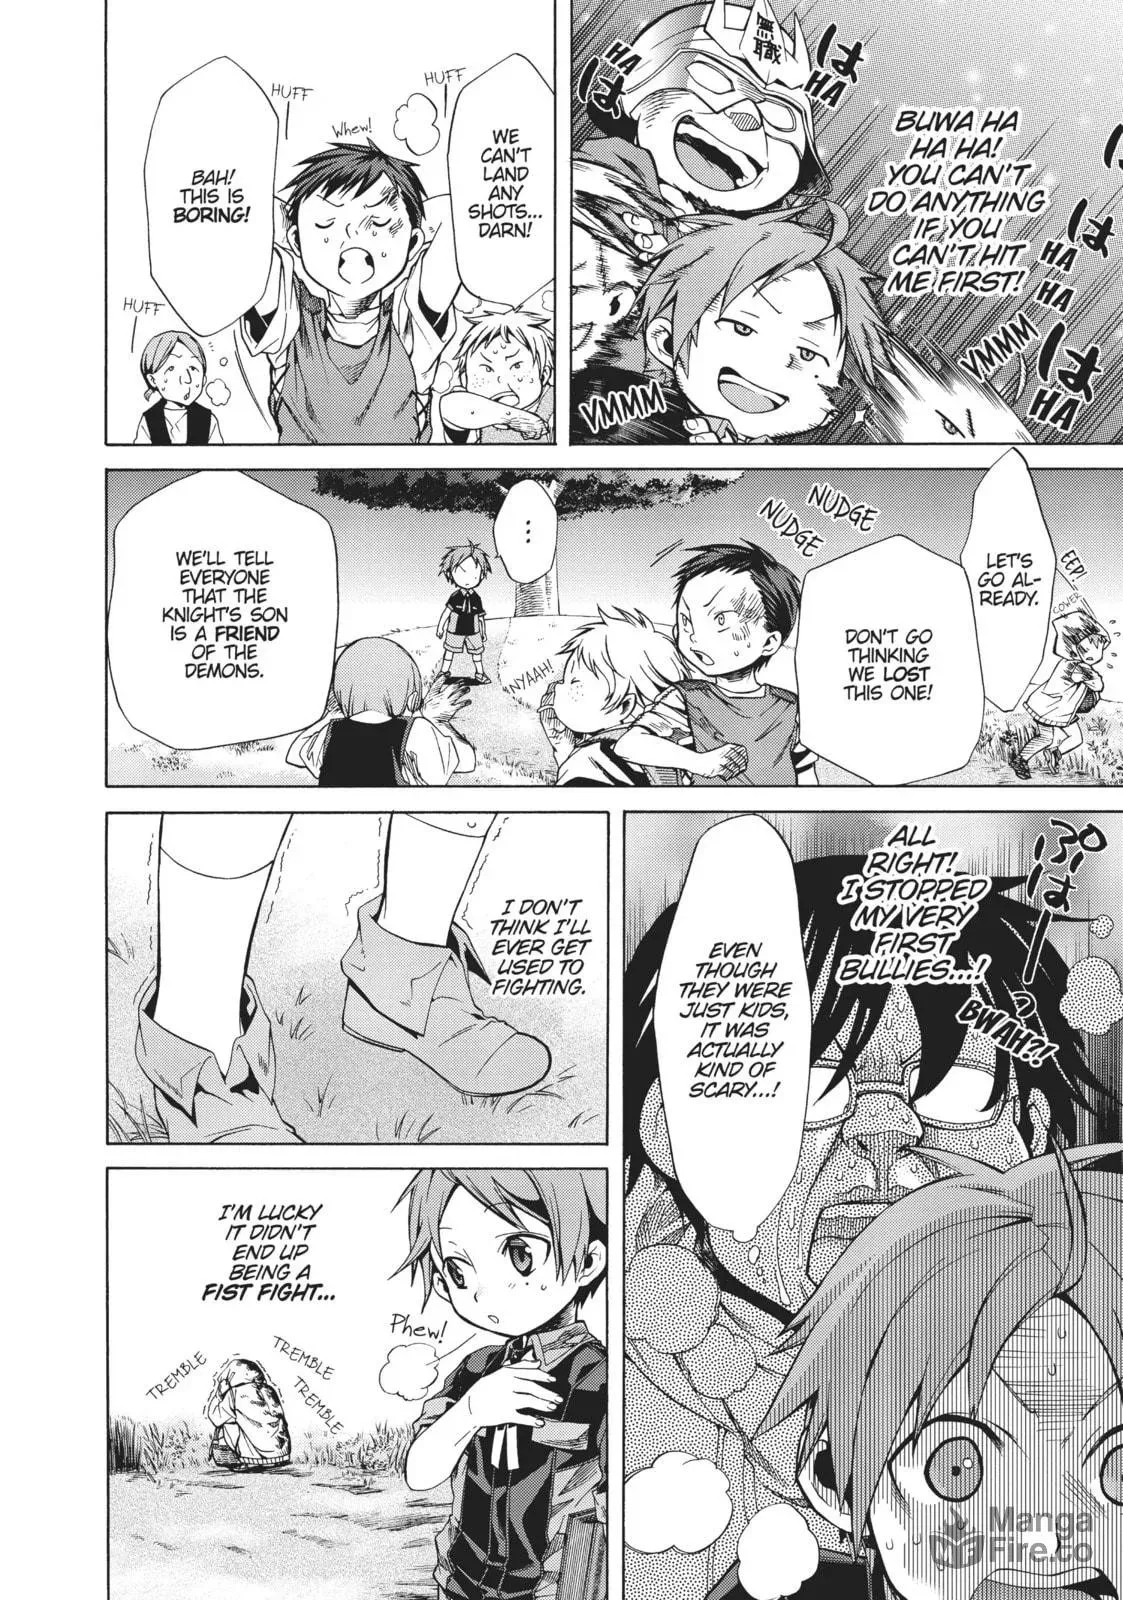 無職
は
は
HA
HA
BUWA HA
HA HA!
YOU CAN'T
DO ANYTHING
IF YOU
CAN'T HIT
ME FIRST!
は
HA
HA
は
HA
VMMM
VMMM
HUFF
WE
CAN'T
LAND
ANY
SHOTS...
DARN!
HUFF
Whew!
BAH!
THIS IS
BORING!
HUFF
LET'S
GO AL-
READY.
EEP!
COWER
NUDGE
NUDGE
DON'T GO
THINKING
WE LOST
THIS ONE!
...
NYAAH!
WE'LL TELL
EVERYONE
THAT THE
KNIGHT'S SON
IS A FRIEND
OF THE
DEMONS.
ぷはーっ
ALL
RIGHT!
I STOPPED
MY VERY
FIRST
BULLIES...!
BWAH?!
EVEN
THOUGH
THEY WERE
JUST KIDS,
IT WAS
ACTUALLY
KIND OF
SCARY...!
I DON'T
THINK I'LL
EVER GET
USED TO
FIGHTING.
I'M LUCKY
IT DIDN'T
END UP
BEING A
FIST FIGHT...
Phew!
TREMBLE
TREMBLE
TREMBLE
Manga
Fire.co